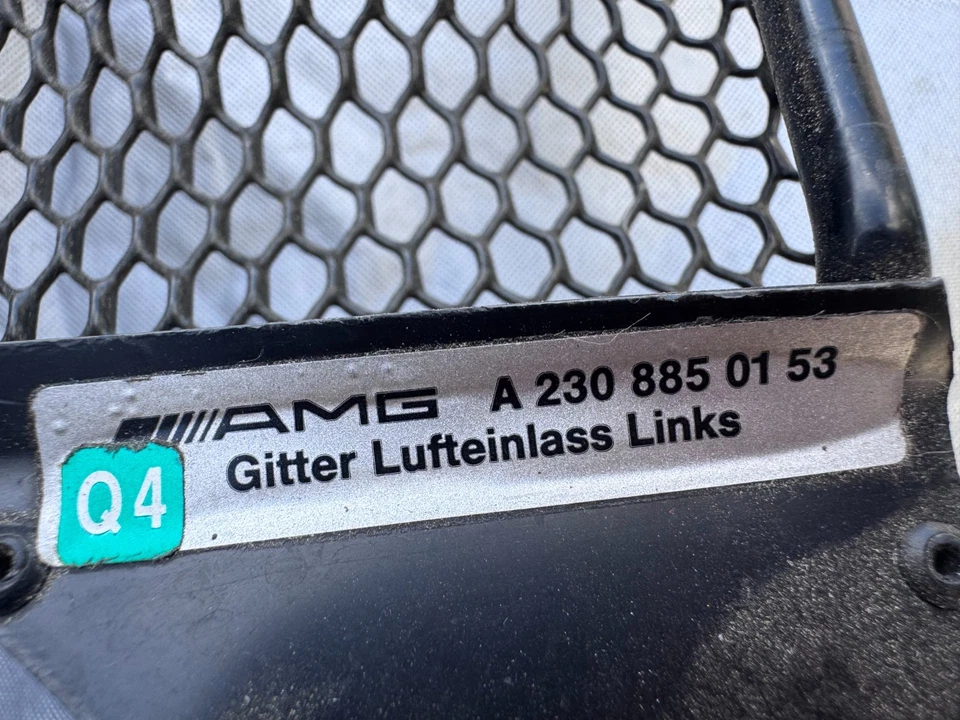 AMG A 230 885 01 53
Gitter Lufteinlass Links
Q4